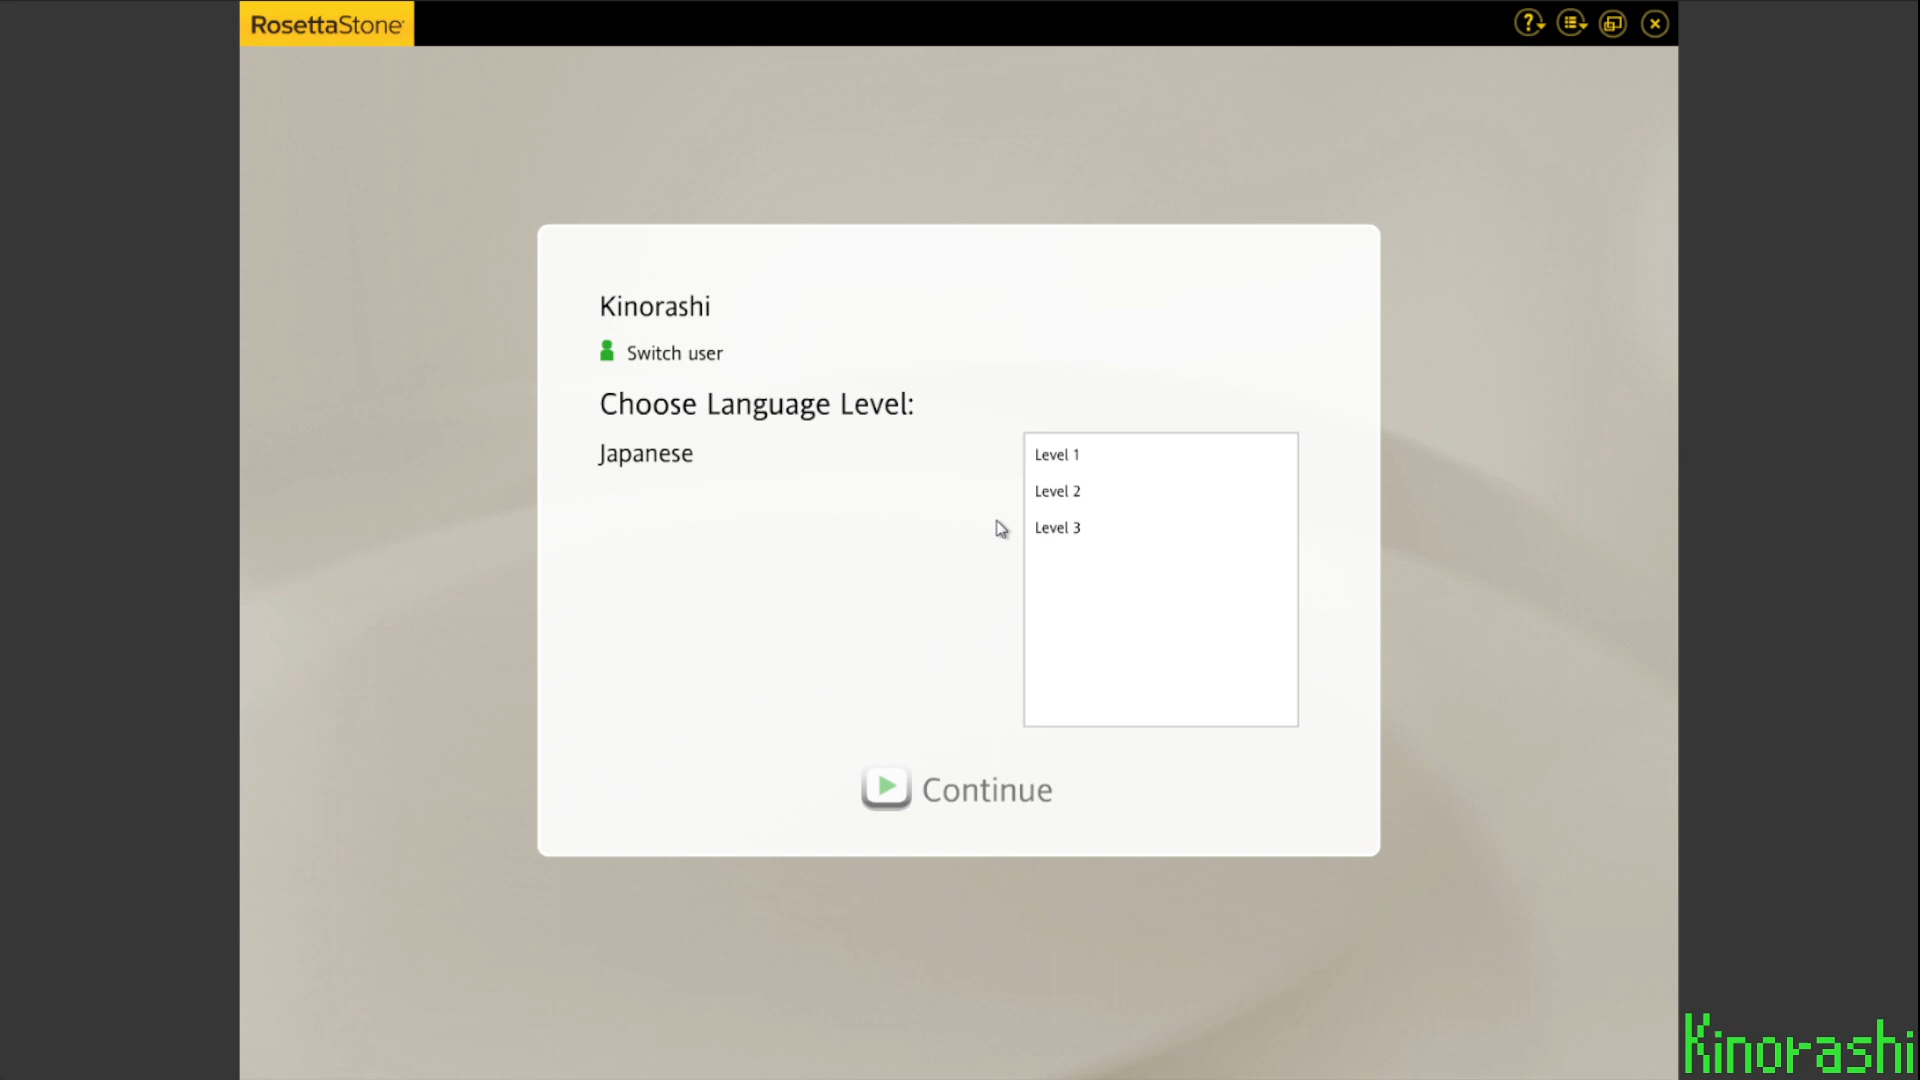 RosettaStone
Kinorashi
Switch user
Choose Language Level:
Japanese
Level 1
Level 2
Level 3
Continue
Kinorashi